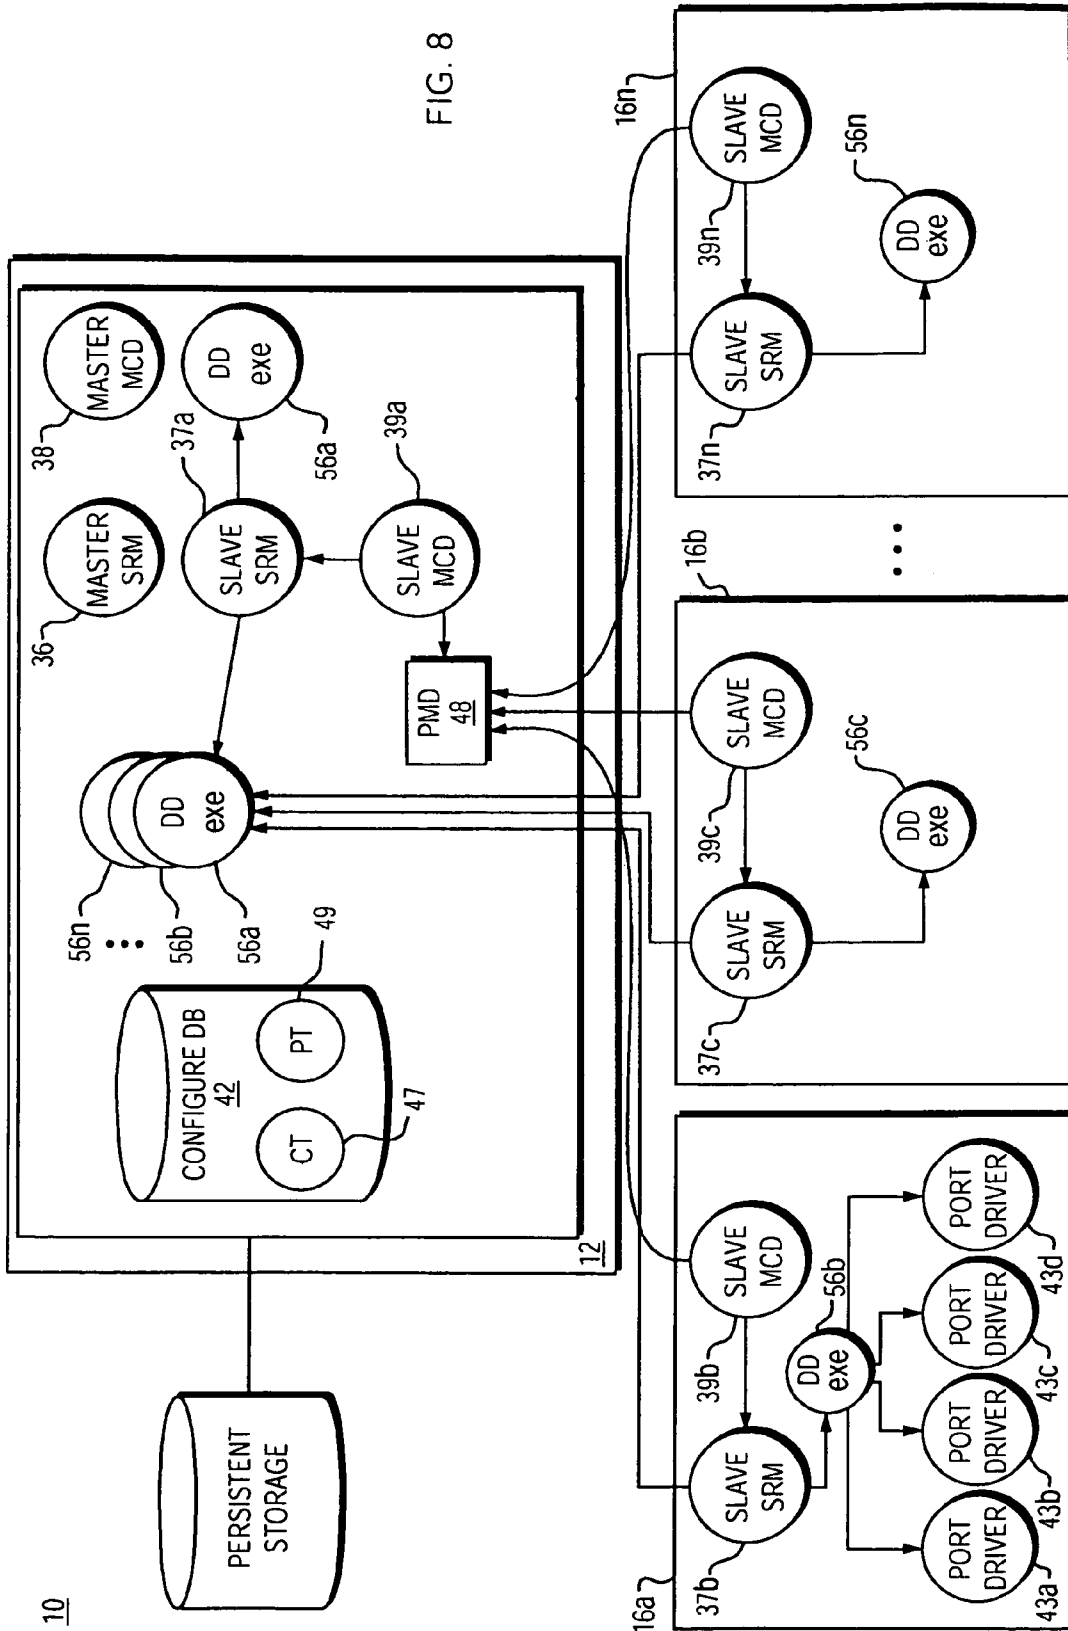 10
FIG. 8
PERSISTENT
STORAGE
12
CONFIGURE DB
42
CT
PT
47
49
56n
56b
56a
DD
exe
36
MASTER
SRM
38
MASTER
MCD
37a
SLAVE
SRM
DD
exe
56a
39a
SLAVE
MCD
PMD
48
16a
37b
SLAVE
SRM
39b
SLAVE
MCD
DD
exe
56b
PORT
DRIVER
43a
PORT
DRIVER
43b
PORT
DRIVER
43c
PORT
DRIVER
43d
16b
37c
SLAVE
SRM
39c
SLAVE
MCD
DD
exe
56c
16n
37n
SLAVE
SRM
39n
SLAVE
MCD
DD
exe
56n